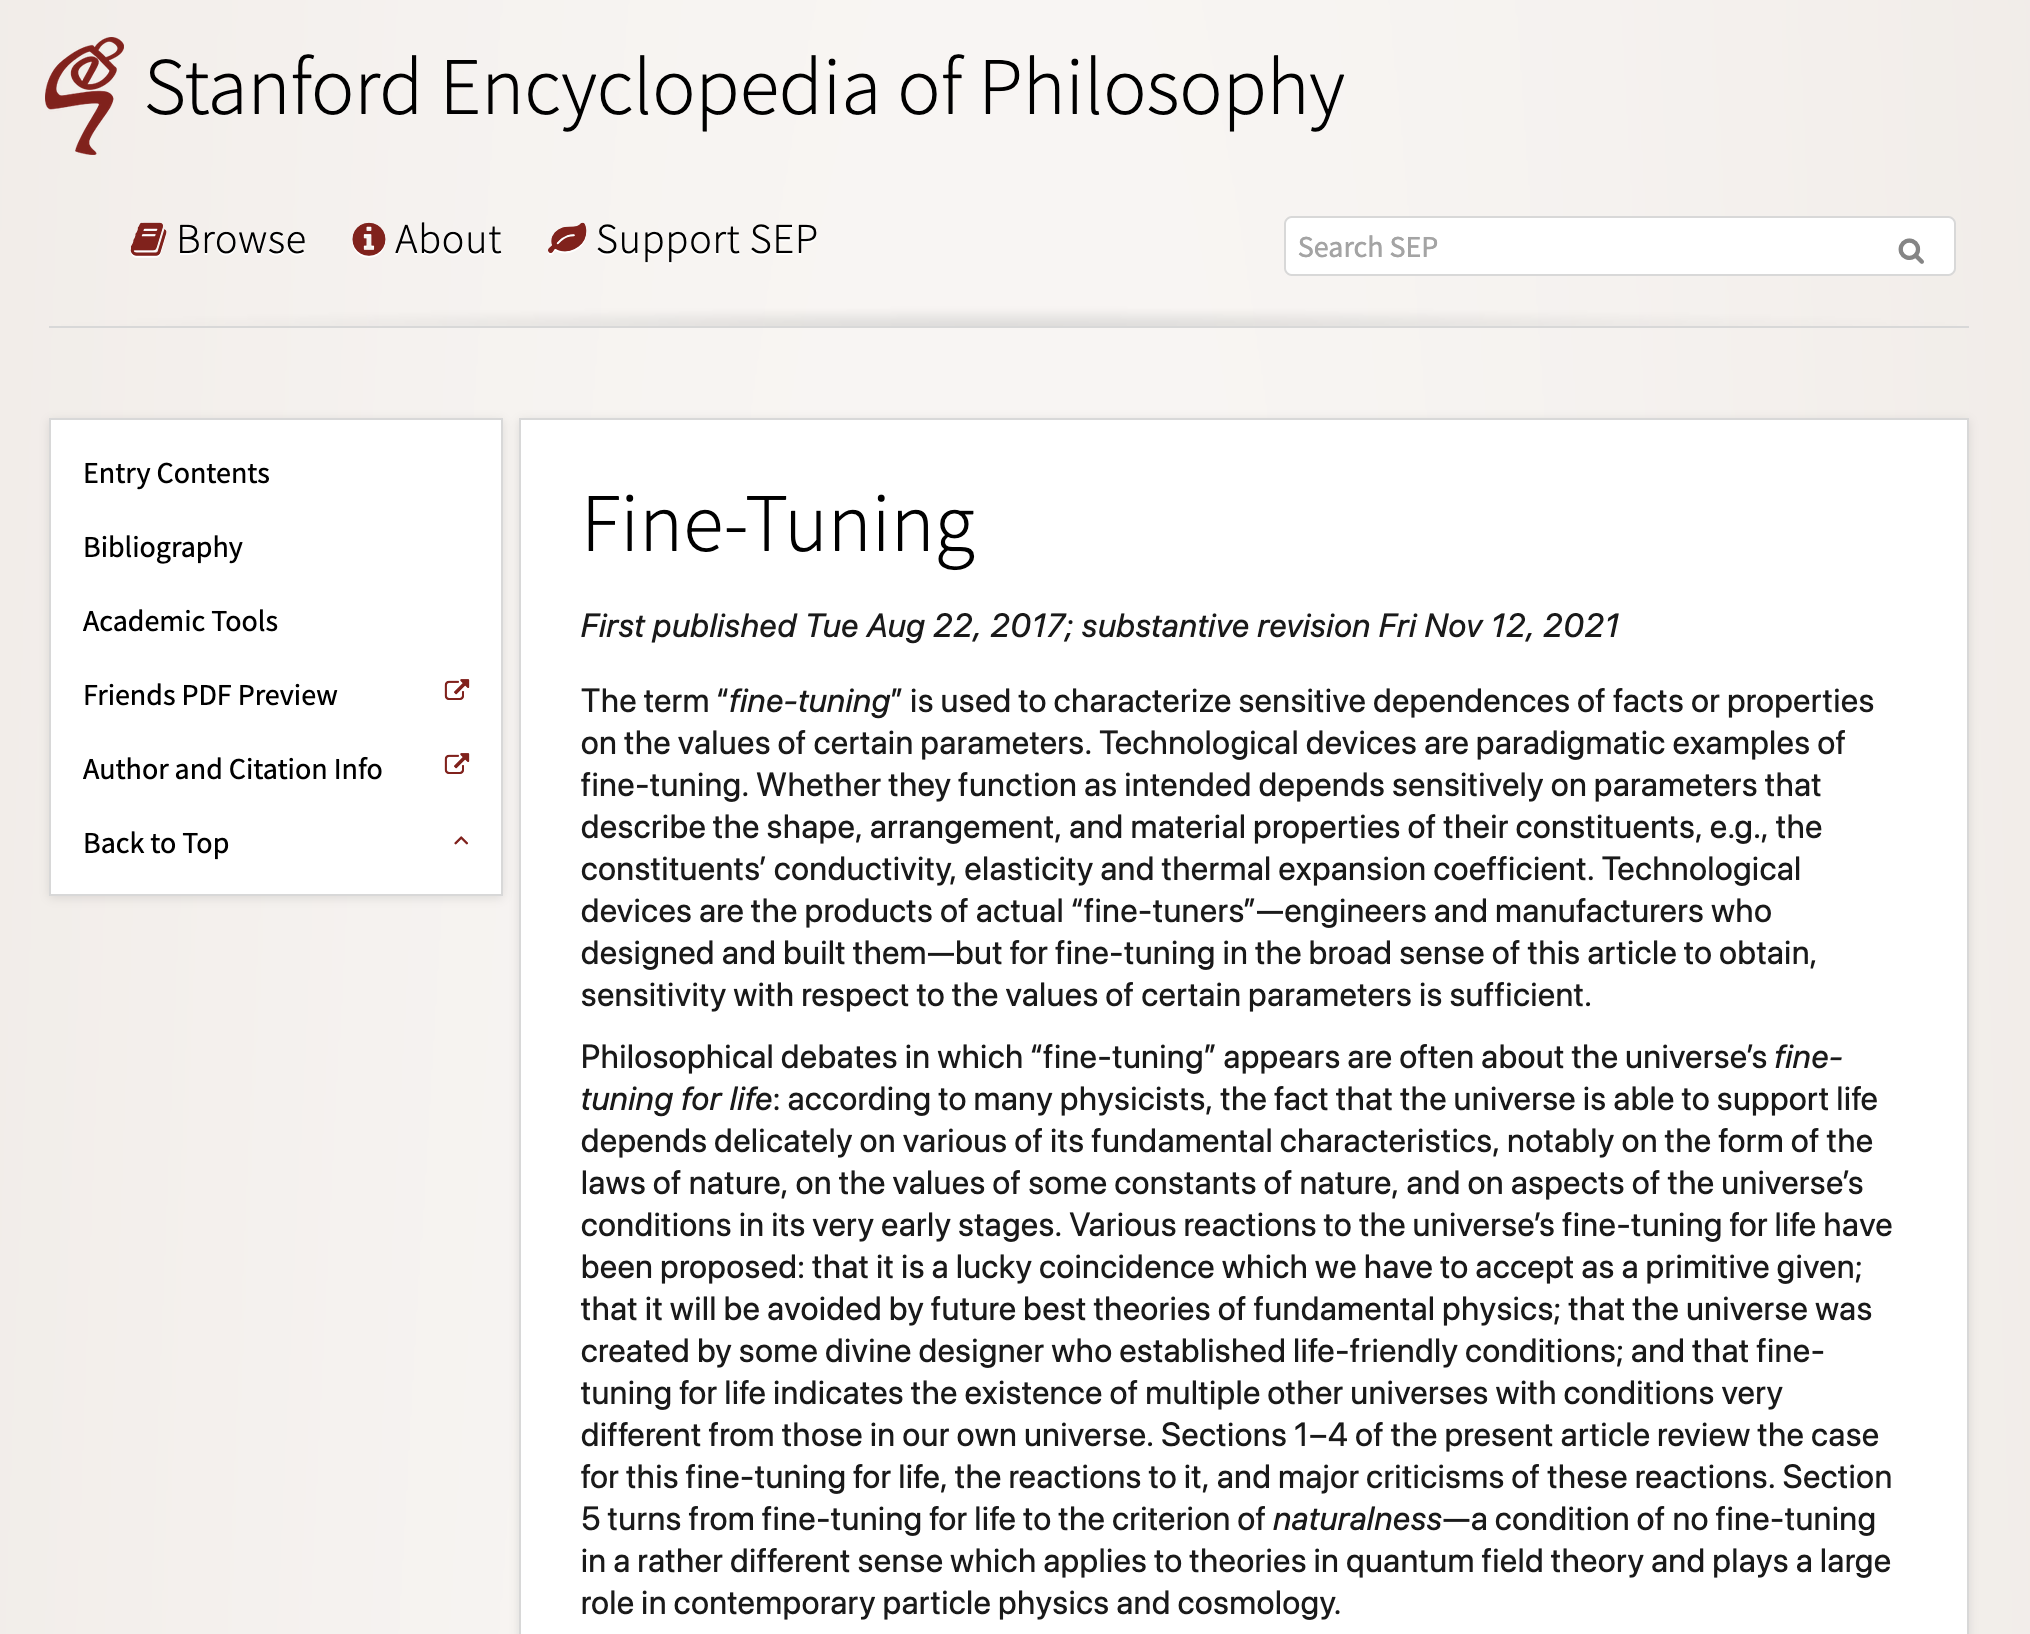 Stanford Encyclopedia of Philosophy
Browse About Support SEP
Search SEP
Entry Contents
Bibliography
Academic Tools
Friends PDF Preview
Author and Citation Info
Back to Top
Fine-Tuning
First published Tue Aug 22, 2017; substantive revision Fri Nov 12, 2021
The term “fine-tuning” is used to characterize sensitive dependences of facts or properties
on the values of certain parameters. Technological devices are paradigmatic examples of
fine-tuning. Whether they function as intended depends sensitively on parameters that
describe the shape, arrangement, and material properties of their constituents, e.g., the
constituents’ conductivity, elasticity and thermal expansion coefficient. Technological
devices are the products of actual “fine-tuners”—engineers and manufacturers who
designed and built them—but for fine-tuning in the broad sense of this article to obtain,
sensitivity with respect to the values of certain parameters is sufficient.
Philosophical debates in which “fine-tuning” appears are often about the universe’s fine-
tuning for life: according to many physicists, the fact that the universe is able to support life
depends delicately on various of its fundamental characteristics, notably on the form of the
laws of nature, on the values of some constants of nature, and on aspects of the universe’s
conditions in its very early stages. Various reactions to the universe’s fine-tuning for life have
been proposed: that it is a lucky coincidence which we have to accept as a primitive given;
that it will be avoided by future best theories of fundamental physics; that the universe was
created by some divine designer who established life-friendly conditions; and that fine-
tuning for life indicates the existence of multiple other universes with conditions very
different from those in our own universe. Sections 1–4 of the present article review the case
for this fine-tuning for life, the reactions to it, and major criticisms of these reactions. Section
5 turns from fine-tuning for life to the criterion of naturalness—a condition of no fine-tuning
in a rather different sense which applies to theories in quantum field theory and plays a large
role in contemporary particle physics and cosmology.